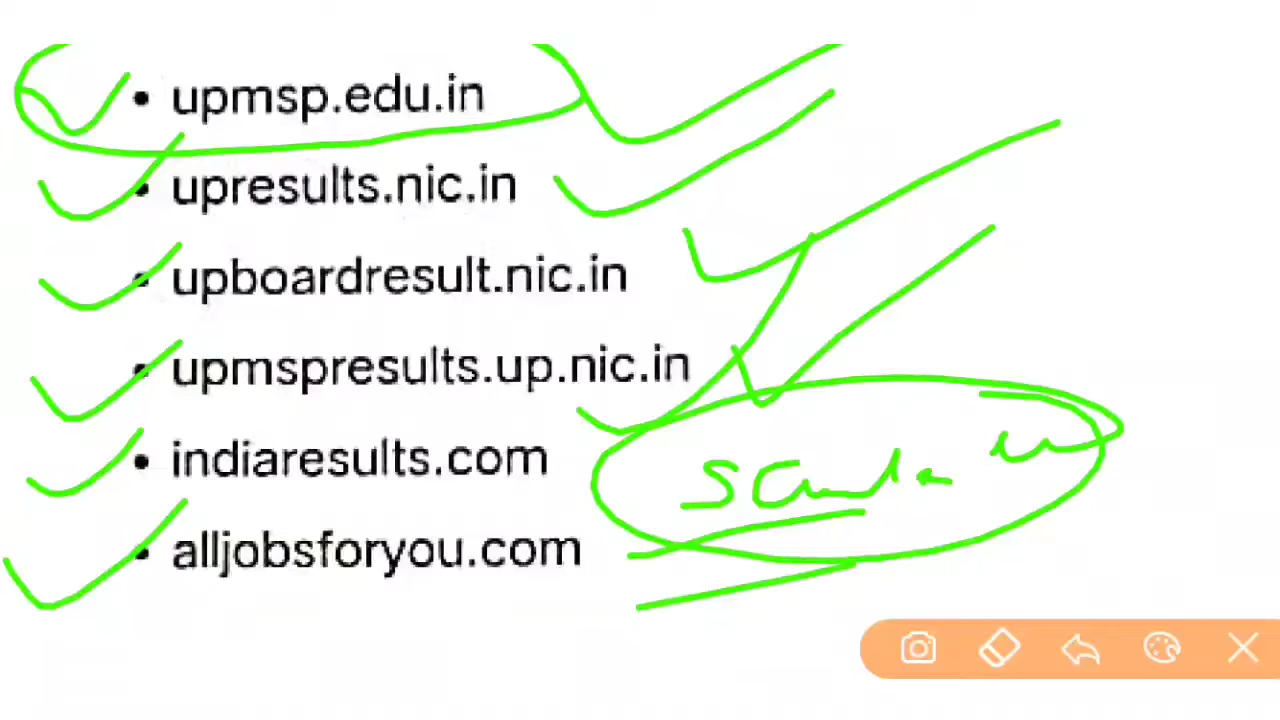 • upmsp.edu.in
• upresults.nic.in
• upboardresult.nic.in
• upmspresults.up.nic.in
• indiaresults.com
• alljobsforyou.com